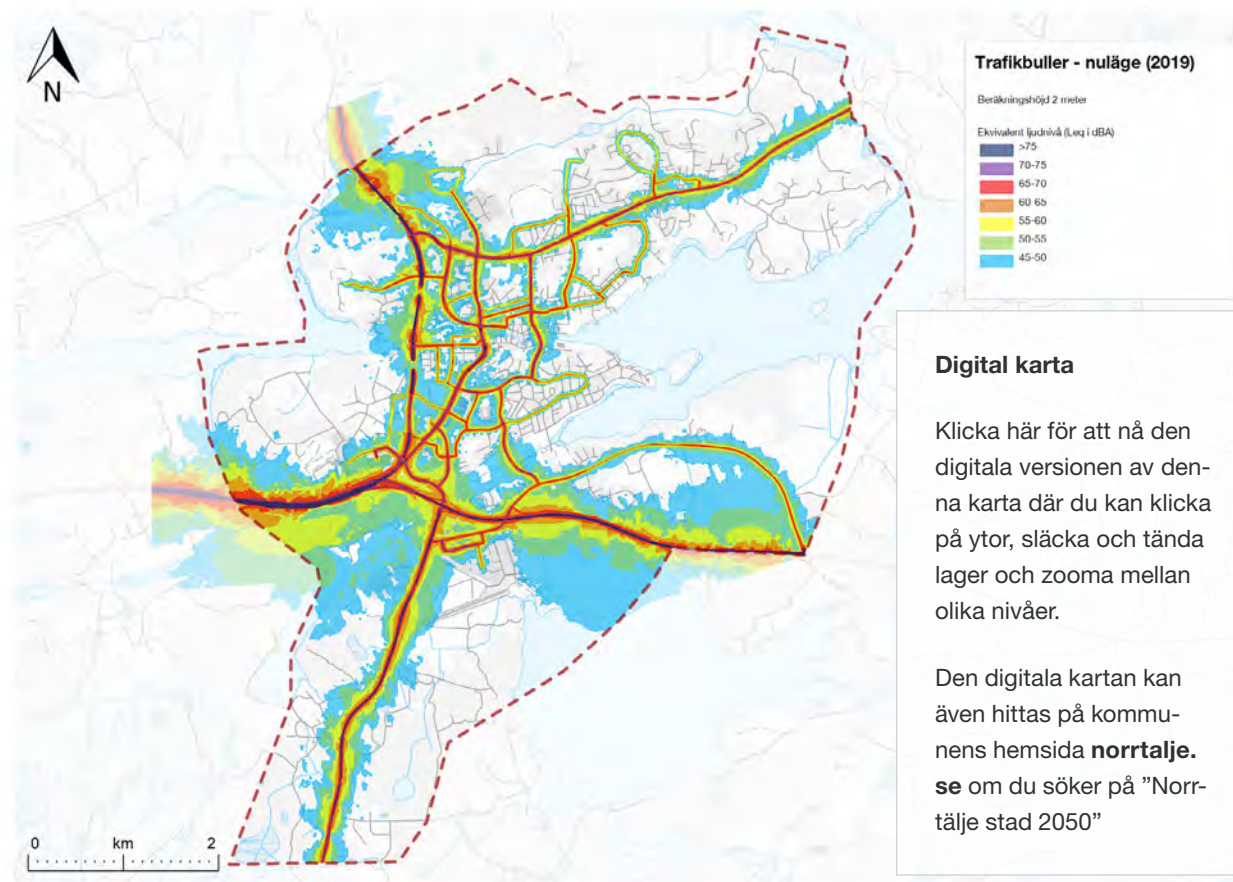 N
Trafikbuller - nuläge (2019)
Beräkningshöjd 2 meter
Ekvivalent ljudnivå (Leq i dBA)
>75
70-75
65-70
60 65
55-60
50-55
45-50
Digital karta
Klicka här för att nå den
digitala versionen av den-
na karta där du kan klicka
på ytor, släcka och tända
lager och zooma mellan
olika nivåer.
Den digitala kartan kan
även hittas på kommu-
nens hemsida norrtalje.
se om du söker på ”Norr-
tälje stad 2050”
0 km 2